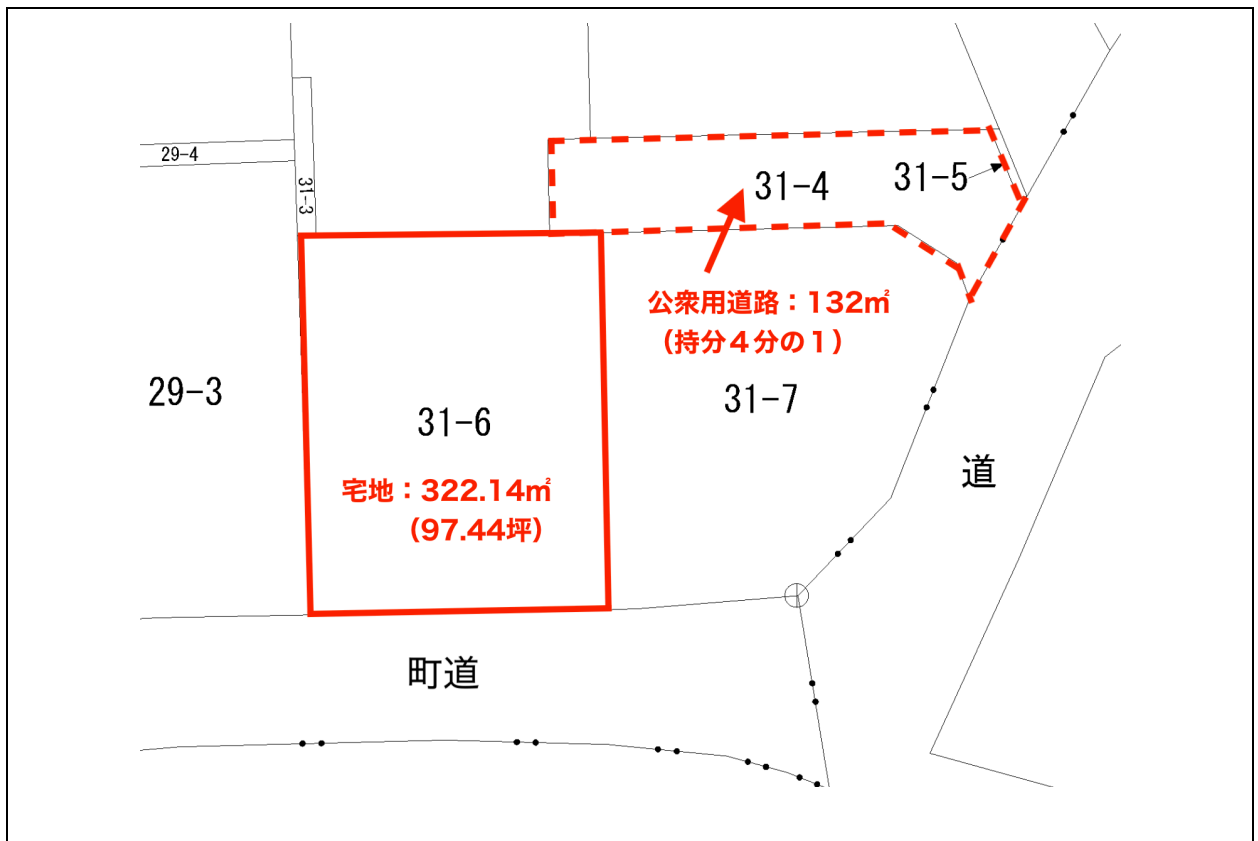 29-4
31-3
31-4
31-5
公衆用道路：132㎡
（持分４分の１）
29-3
31-6
31-7
宅地：322.14㎡
（97.44坪）
道
町道